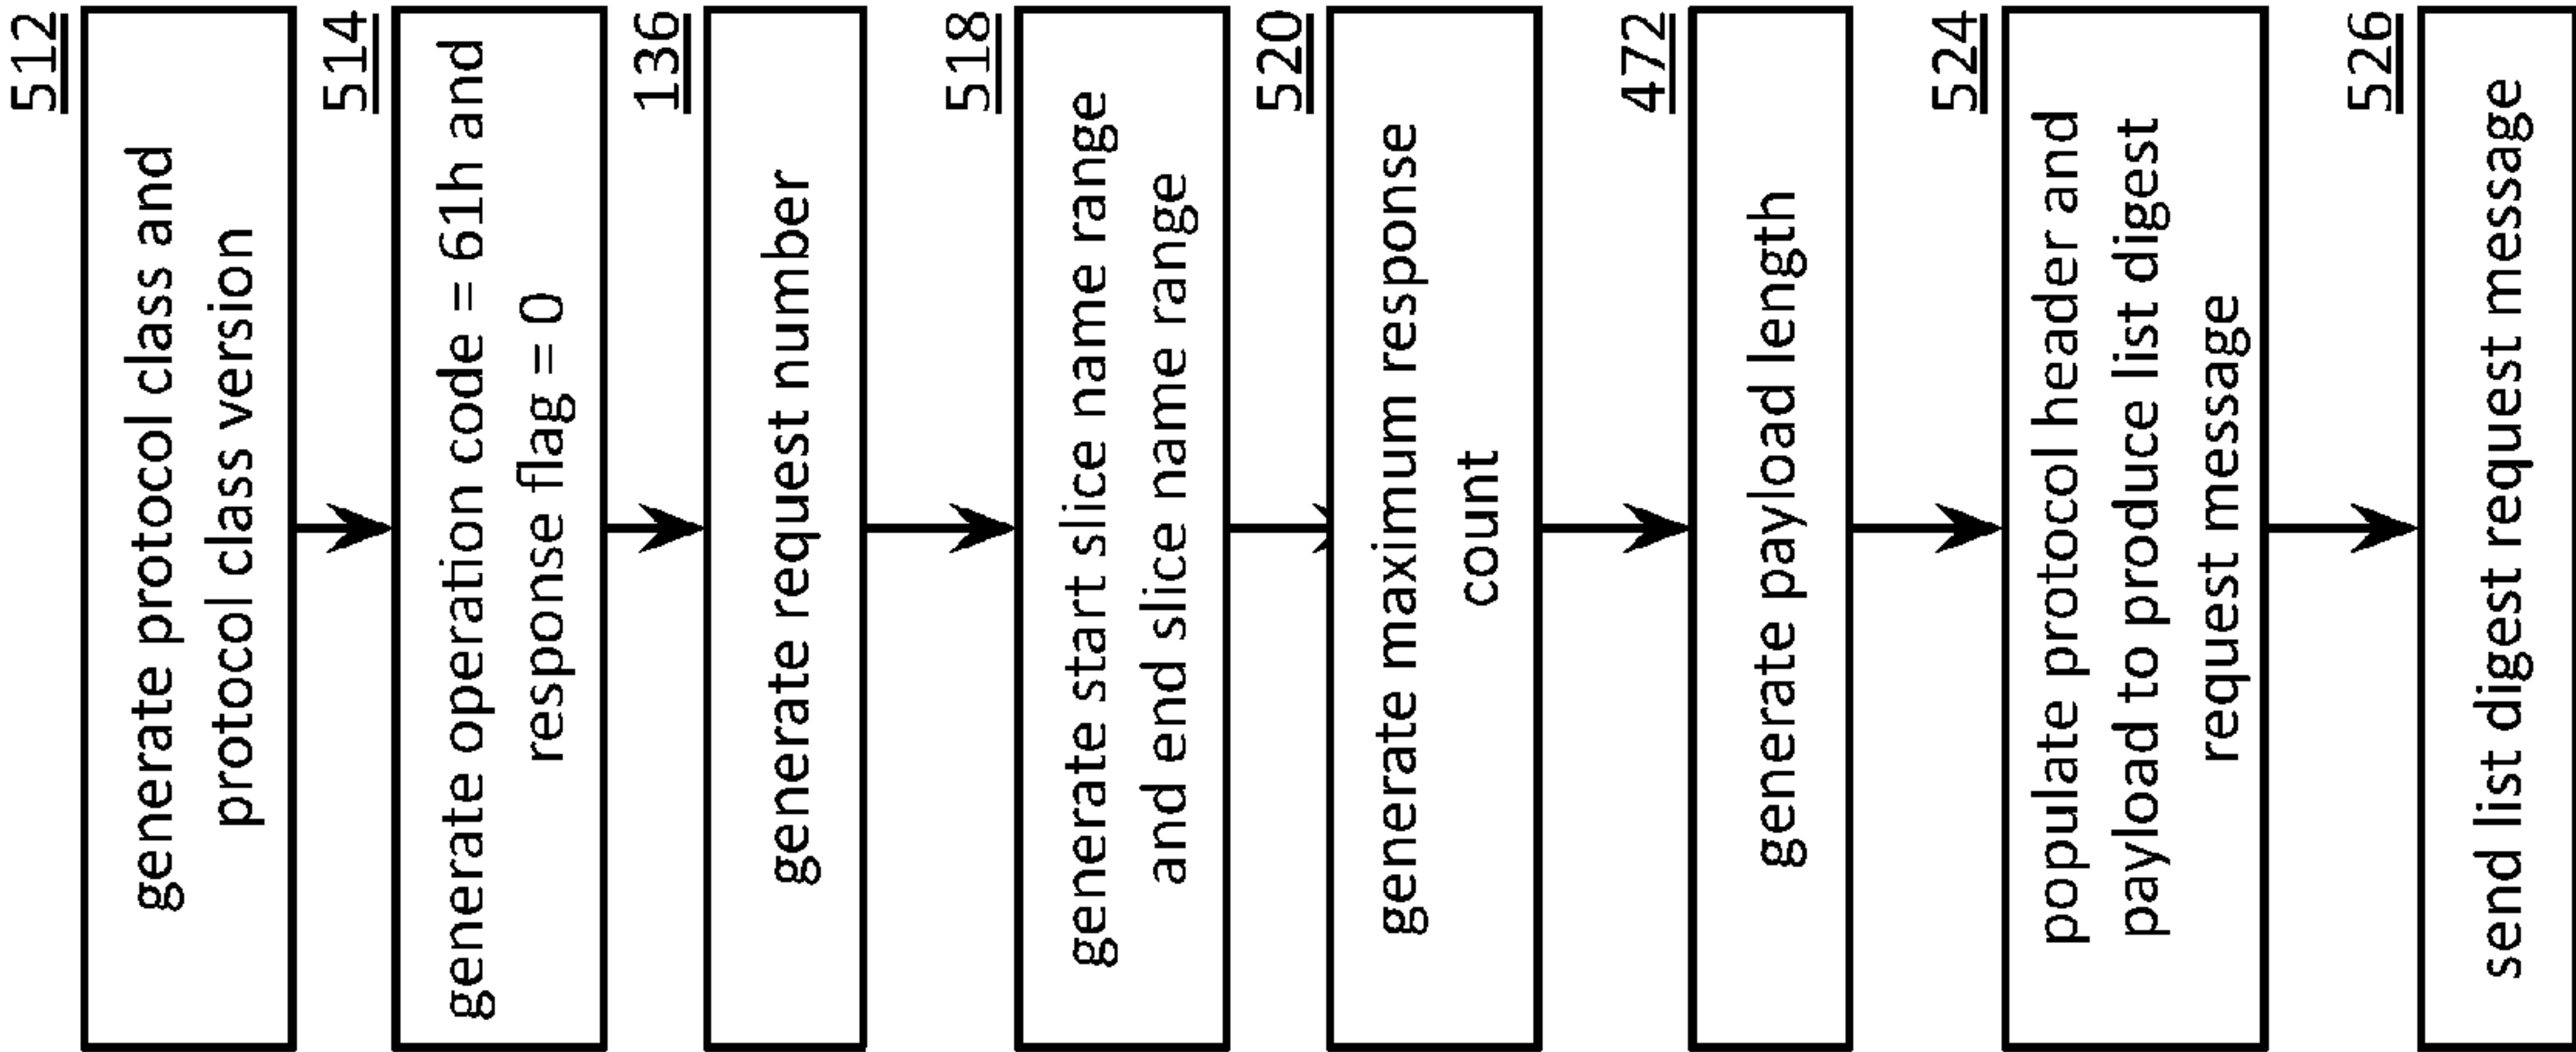 512
generate protocol class and
protocol class version
514
generate operation code = 61h and
response flag = 0
136
generate request number
518
generate start slice name range
and end slice name range
520
generate maximum response
count
472
generate payload length
524
populate protocol header and
payload to produce list digest
request message
526
send list digest request message